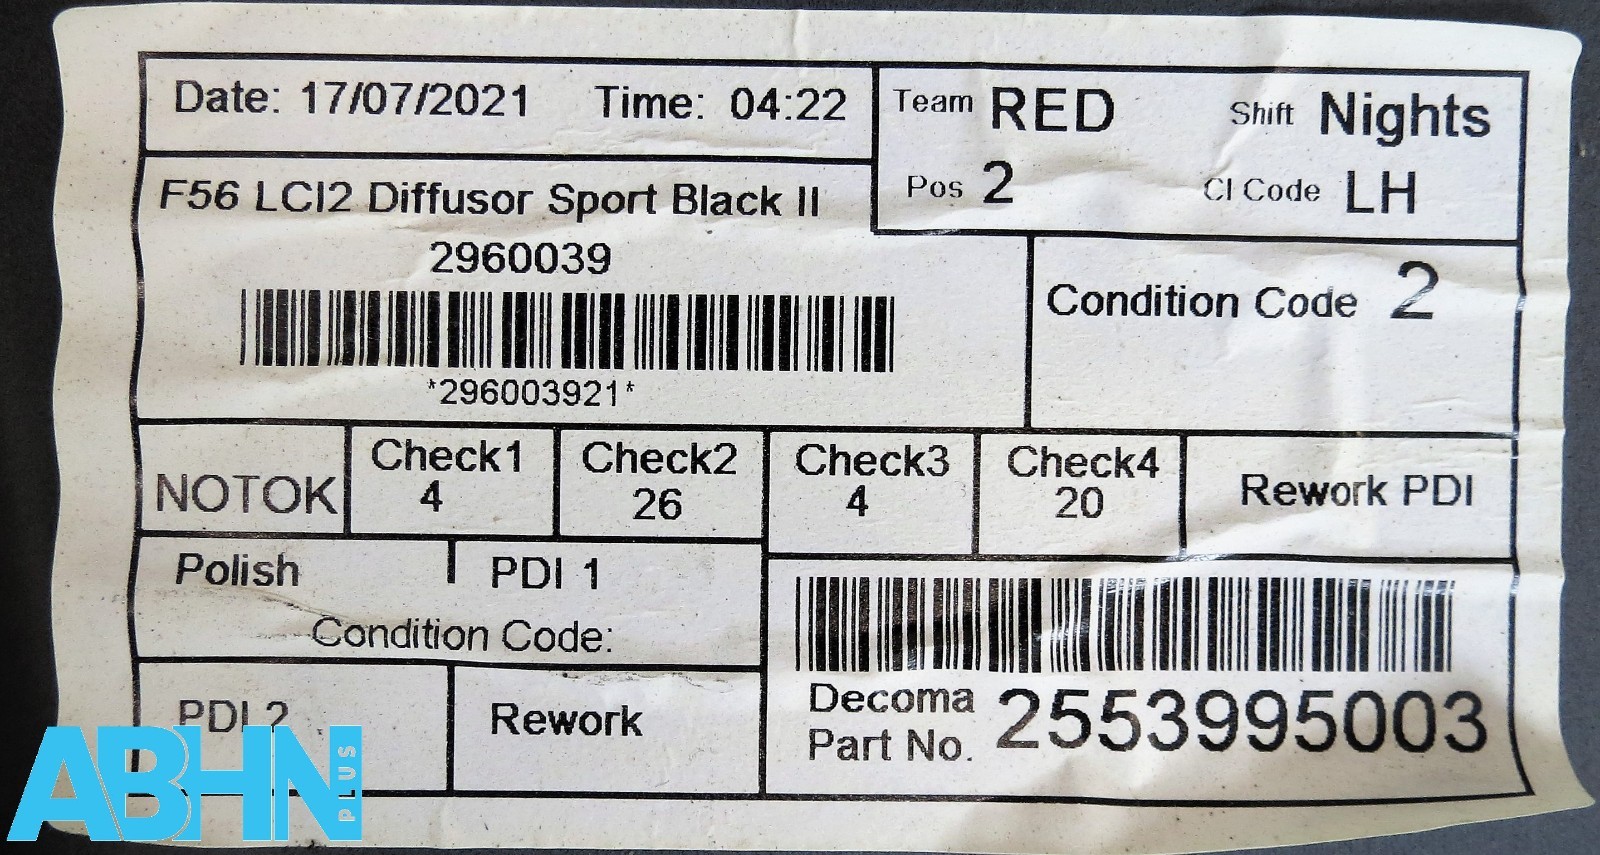 Date: 17/07/2021 Time: 04:22
Team RED Shift Nights
Pos 2 CI Code LH
F56 LCI2 Diffusor Sport Black II
2960039
*296003921*
Condition Code 2
NOTOK
Check1
4
Check2
26
Check3
4
Check4
20
Rework PDI
Polish
PDI 1
Condition Code:
PDI 2
Rework
Decoma
Part No. 2553995003
ABHN
PLUS